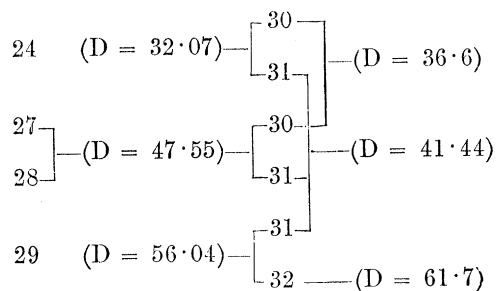 30
24 (D = 32·07) 31 (D = 36·6)
27 30
(D = 47·55) (D = 41·44)
28 31
31
29 (D = 56·04)
32 (D = 61·7)